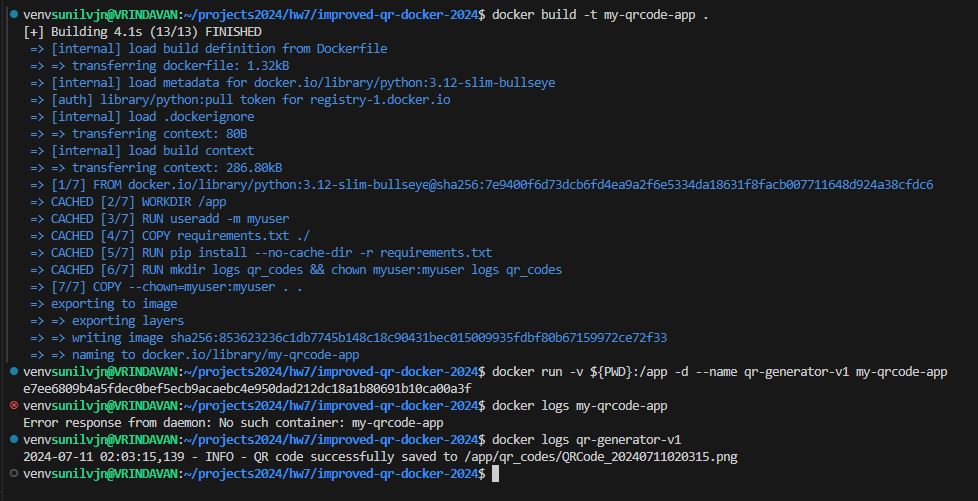 venvsunilvjn@VRINDAVAN:~/projects2024/hw7/improved-qr-docker-2024$ docker build -t my-qrcode-app .
[+] Building 4.1s (13/13) FINISHED
=> [internal] load build definition from Dockerfile
=> => transferring dockerfile: 1.32kB
=> [internal] load metadata for docker.io/library/python:3.12-slim-bullseye
=> [auth] library/python:pull token for registry-1.docker.io
=> [internal] load .dockerignore
=> => transferring context: 80B
=> [internal] load build context
=> => transferring context: 286.80kB
=> [1/7] FROM docker.io/library/python:3.12-slim-bullseye@sha256:7e9400f6d73dcb6fd4ea9a2f6e5334da18631f8facb007711648d924a38cfdc6
=> CACHED [2/7] WORKDIR /app
=> CACHED [3/7] RUN useradd -m myuser
=> CACHED [4/7] COPY requirements.txt ./
=> CACHED [5/7] RUN pip install --no-cache-dir -r requirements.txt
=> CACHED [6/7] RUN mkdir logs qr_codes && chown myuser:myuser logs qr_codes
=> [7/7] COPY --chown=myuser:myuser . .
=> exporting to image
=> => exporting layers
=> => writing image sha256:853623236c1db7745b148c18c90431bec015009935fdbf80b67159972ce72f33
=> => naming to docker.io/library/my-qrcode-app
venvsunilvjn@VRINDAVAN:~/projects2024/hw7/improved-qr-docker-2024$ docker run -v ${PWD}:/app -d --name qr-generator-v1 my-qrcode-app
e7ee6809b4a5fdec0bef5ecb9acaebc4e950dad212dc18a1b80691b10ca00a3f
venvsunilvjn@VRINDAVAN:~/projects2024/hw7/improved-qr-docker-2024$ docker logs my-qrcode-app
Error response from daemon: No such container: my-qrcode-app
venvsunilvjn@VRINDAVAN:~/projects2024/hw7/improved-qr-docker-2024$ docker logs qr-generator-v1
2024-07-11 02:03:15,139 - INFO - QR code successfully saved to /app/qr_codes/QRCode_20240711020315.png
venvsunilvjn@VRINDAVAN:~/projects2024/hw7/improved-qr-docker-2024$